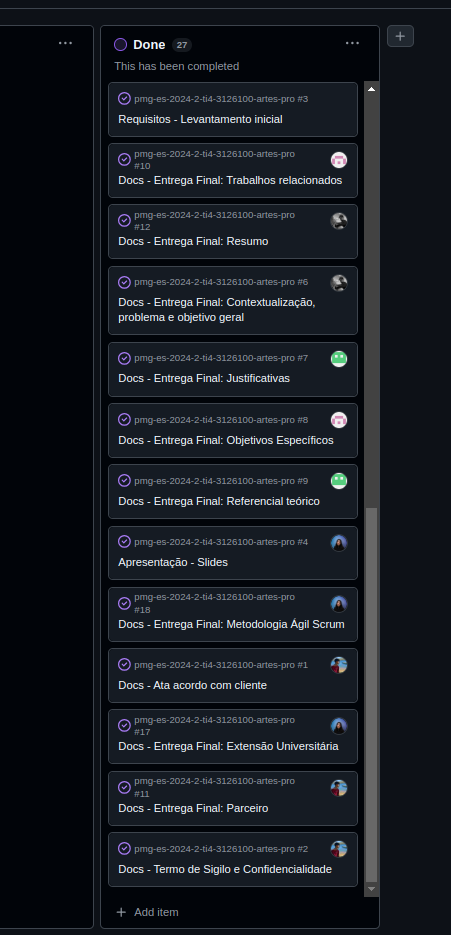 Done 27
This has been completed
pmg-es-2024-2-ti4-3126100-artes-pro #3
Requisitos - Levantamento inicial
pmg-es-2024-2-ti4-3126100-artes-pro
#10
Docs - Entrega Final: Trabalhos relacionados
pmg-es-2024-2-ti4-3126100-artes-pro
#12
Docs - Entrega Final: Resumo
pmg-es-2024-2-ti4-3126100-artes-pro #6
Docs - Entrega Final: Contextualização,
problema e objetivo geral
pmg-es-2024-2-ti4-3126100-artes-pro #7
Docs - Entrega Final: Justificativas
pmg-es-2024-2-ti4-3126100-artes-pro #8
Docs - Entrega Final: Objetivos Específicos
pmg-es-2024-2-ti4-3126100-artes-pro #9
Docs - Entrega Final: Referencial teórico
pmg-es-2024-2-ti4-3126100-artes-pro #4
Apresentação - Slides
pmg-es-2024-2-ti4-3126100-artes-pro
#18
Docs - Entrega Final: Metodologia Ágil Scrum
pmg-es-2024-2-ti4-3126100-artes-pro #1
Docs - Ata acordo com cliente
pmg-es-2024-2-ti4-3126100-artes-pro
#17
Docs - Entrega Final: Extensão Universitária
pmg-es-2024-2-ti4-3126100-artes-pro
#11
Docs - Entrega Final: Parceiro
pmg-es-2024-2-ti4-3126100-artes-pro #2
Docs - Termo de Sigilo e Confidencialidade
Add item